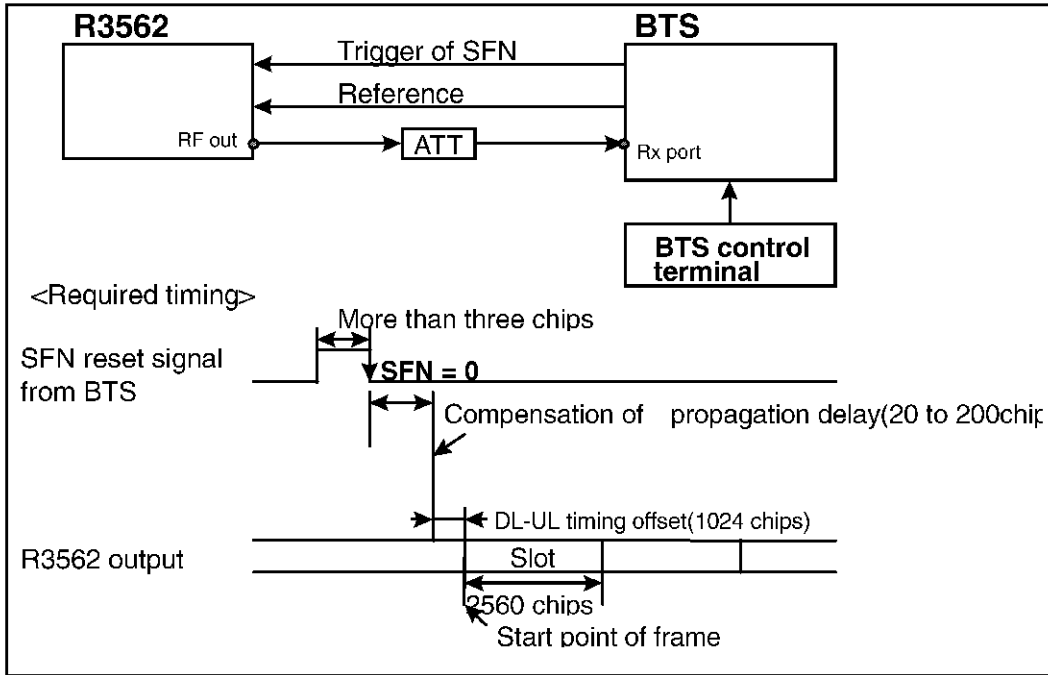 R3562
BTS
Trigger of SFN
Reference
RF out
ATT
Rx port
BTS control
terminal
<Required timing>
More than three chips
SFN reset signal
from BTS
SFN = 0
Compensation of propagation delay(20 to 200chip
DL-UL timing offset(1024 chips)
R3562 output
Slot
2560 chips
Start point of frame